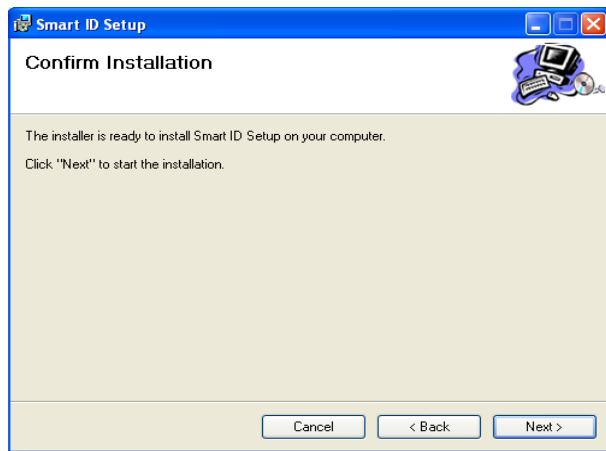 Smart ID Setup
Confirm Installation
The installer is ready to install Smart ID Setup on your computer.
Click "Next" to start the installation.
Cancel
< Back
Next >